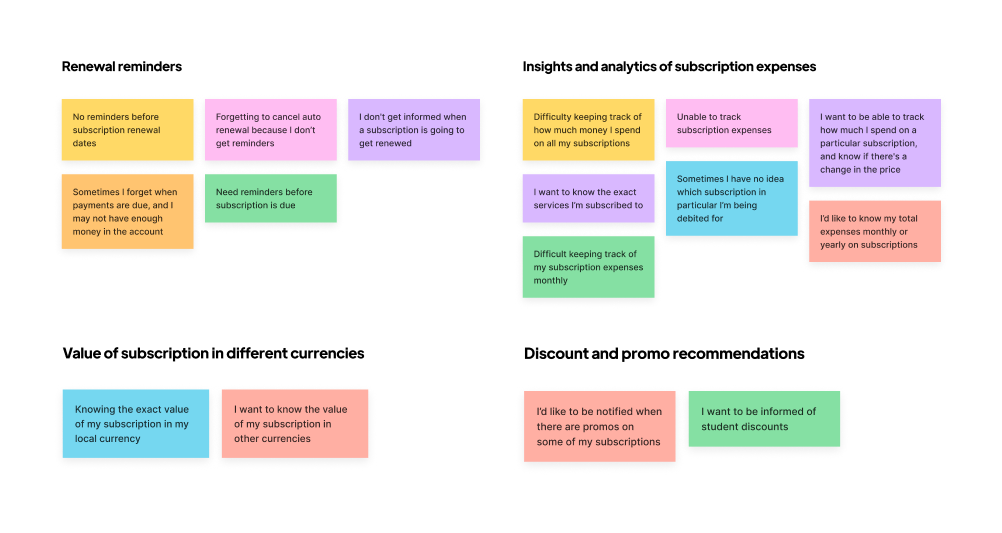 Renewal reminders
No reminders before
subscription renewal
dates
Forgetting to cancel auto
renewal because I don't
get reminders
I don't get informed when
a subscription is going to
get renewed
Sometimes I forget when
payments are due, and I
may not have enough
money in the account
Need reminders before
subscription is due
Insights and analytics of subscription expenses
Difficulty keeping track of
how much money I spend
on all my subscriptions
Unable to track
subscription expenses
I want to be able to track
how much I spend on a
particular subscription,
and know if there's a
change in the price
I want to know the exact
services I'm subscribed to
Sometimes I have no idea
which subscription in
particular I'm being
debited for
I'd like to know my total
expenses monthly or
yearly on subscriptions
Difficult keeping track of
my subscription expenses
monthly
Value of subscription in different currencies
Knowing the exact value
of my subscription in my
local currency
I want to know the value
of my subscription in
other currencies
Discount and promo recommendations
I'd like to be notified when
there are promos on
some of my subscriptions
I want to be informed of
student discounts